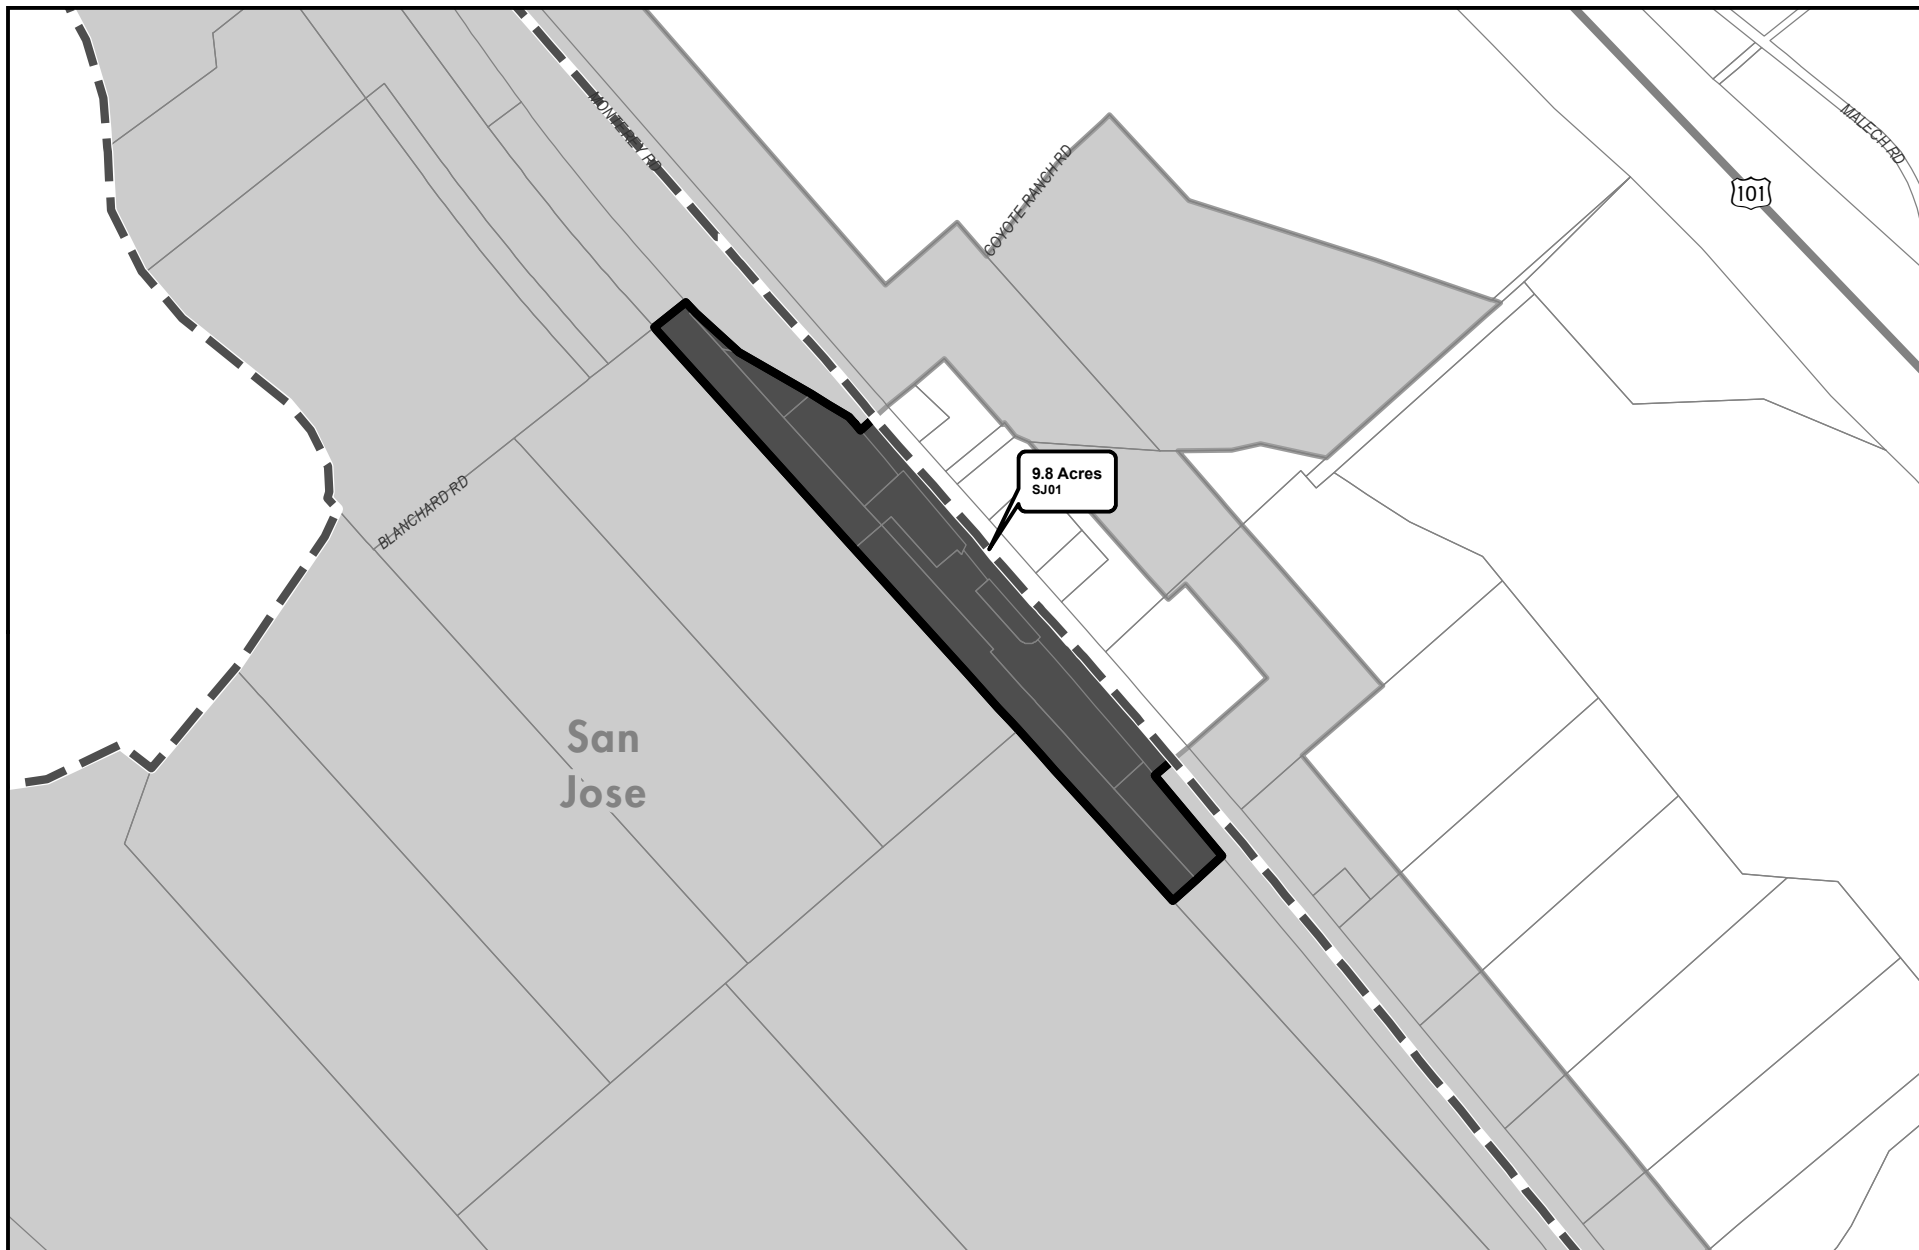 MONTEREY RD
COYOTE RANCH RD
MALECH RD
101
9.8 Acres
SJ01
BLANCHARD RD
San
Jose